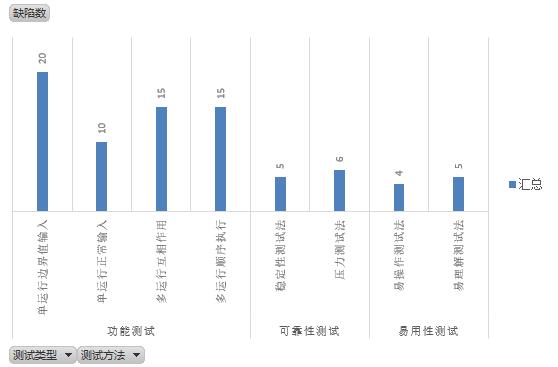 缺陷数
20
10
15
15
5
6
4
5
汇总
单运行边界值输入
单运行正常输入
多运行互相作用
多运行顺序执行
稳定性测试法
压力测试法
易操作测试法
易理解测试法
功能测试
可靠性测试
易用性测试
测试类型 测试方法